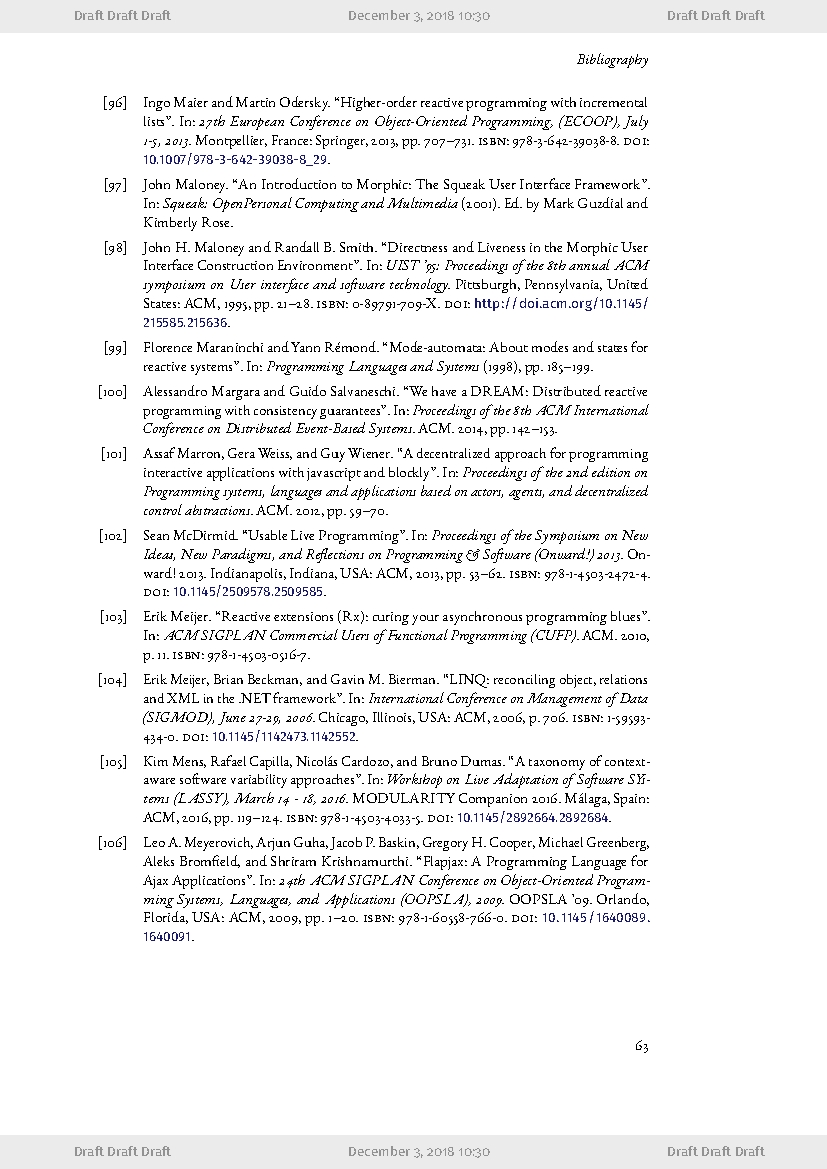 Draft Draft Draft December 3, 2018 10:30 Draft Draft Draft
Bibliography
[96] Ingo Maier and Martin Odersky. “Higher-order reactive programming with incremental
lists”. In: 27th European Conference on Object-Oriented Programming, (ECOOP), July
1-5, 2013. Montpellier, France: Springer, 2013, pp. 707–731. ISBN: 978-3-642-39038-8. DOI:
10.1007/978-3-642-39038-8_29.
[97] John Maloney. “An Introduction to Morphic: The Squeak User Interface Framework”.
In: Squeak: OpenPersonal Computing and Multimedia (2001). Ed. by Mark Guzdial and
Kimberly Rose.
[98] John H. Maloney and Randall B. Smith. “Directness and Liveness in the Morphic User
Interface Construction Environment”. In: UIST ’95: Proceedings of the 8th annual ACM
symposium on User interface and software technology. Pittsburgh, Pennsylvania, United
States: ACM, 1995, pp. 21–28. ISBN: 0-89791-709-X. DOI: http://doi.acm.org/10.1145/
215585.215636.
[99] Florence Maraninchi and Yann Rémond. “Mode-automata: About modes and states for
reactive systems”. In: Programming Languages and Systems (1998), pp. 185–199.
[100] Alessandro Margara and Guido Salvaneschi. “We have a DREAM: Distributed reactive
programming with consistency guarantees”. In: Proceedings of the 8th ACM International
Conference on Distributed Event-Based Systems. ACM. 2014, pp. 142–153.
[101] Assaf Marron, Gera Weiss, and Guy Wiener. “A decentralized approach for programming
interactive applications with javascript and blockly”. In: Proceedings of the 2nd edition on
Programming systems, languages and applications based on actors, agents, and decentralized
control abstractions. ACM. 2012, pp. 59–70.
[102] Sean McDirmid. “Usable Live Programming”. In: Proceedings of the Symposium on New
Ideas, New Paradigms, and Reflections on Programming & Software (Onward!) 2013. On-
ward! 2013. Indianapolis, Indiana, USA: ACM, 2013, pp. 53–62. ISBN: 978-1-4503-2472-4.
DOI: 10.1145/2509578.2509585.
[103] Erik Meijer. “Reactive extensions (Rx): curing your asynchronous programming blues”.
In: ACM SIGPLAN Commercial Users of Functional Programming (CUFP). ACM. 2010,
p. 11. ISBN: 978-1-4503-0516-7.
[104] Erik Meijer, Brian Beckman, and Gavin M. Bierman. “LINQ: reconciling object, relations
and XML in the .NET framework”. In: International Conference on Management of Data
(SIGMOD), June 27-29, 2006. Chicago, Illinois, USA: ACM, 2006, p. 706. ISBN: 1-59593-
434-0. DOI: 10.1145/1142473.1142552.
[105] Kim Mens, Rafael Capilla, Nicolás Cardozo, and Bruno Dumas. “A taxonomy of context-
aware software variability approaches”. In: Workshop on Live Adaptation of Software SYs-
tems (LASSY), March 14 - 18, 2016. MODULARITY Companion 2016. Málaga, Spain:
ACM, 2016, pp. 119–124. ISBN: 978-1-4503-4033-5. DOI: 10.1145/2892664.2892684.
[106] Leo A. Meyerovich, Arjun Guha, Jacob P. Baskin, Gregory H. Cooper, Michael Greenberg,
Aleks Bromfield, and Shriram Krishnamurthi. “Flapjax: A Programming Language for
Ajax Applications”. In: 24th ACM SIGPLAN Conference on Object-Oriented Program-
ming Systems, Languages, and Applications (OOPSLA), 2009. OOPSLA ’09. Orlando,
Florida, USA: ACM, 2009, pp. 1–20. ISBN: 978-1-60558-766-0. DOI: 10.1145/1640089.
1640091.
63
Draft Draft Draft December 3, 2018 10:30 Draft Draft Draft